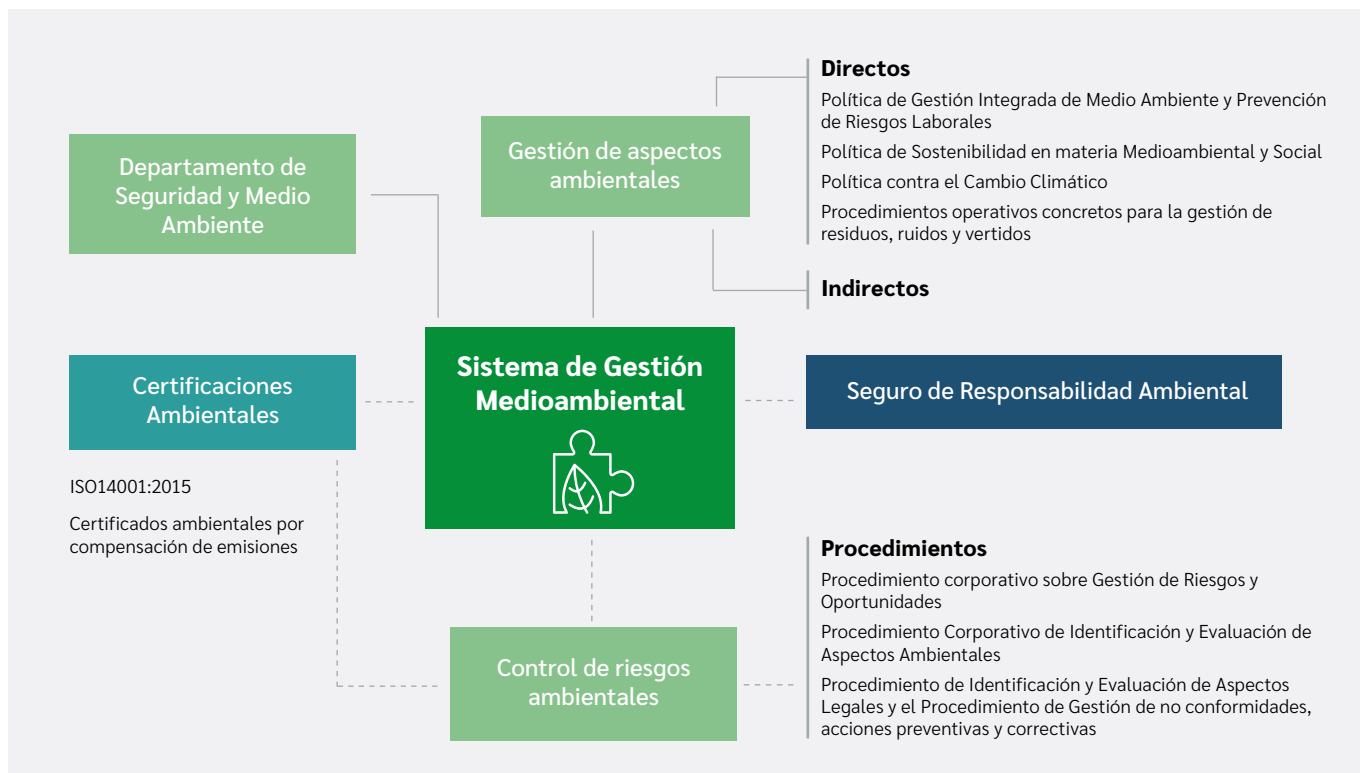 Departamento de
Seguridad y Medio
Ambiente
Gestión de aspectos
ambientales
Directos
Política de Gestión Integrada de Medio Ambiente y Prevención
de Riesgos Laborales
Política de Sostenibilidad en materia Medioambiental y Social
Política contra el Cambio Climático
Procedimientos operativos concretos para la gestión de
residuos, ruidos y vertidos
Indirectos
Certificaciones
Ambientales
ISO14001:2015
Certificados ambientales por
compensación de emisiones
Sistema de Gestión
Medioambiental
Seguro de Responsabilidad Ambiental
Control de riesgos
ambientales
Procedimientos
Procedimiento corporativo sobre Gestión de Riesgos y
Oportunidades
Procedimiento Corporativo de Identificación y Evaluación de
Aspectos Ambientales
Procedimiento de Identificación y Evaluación de Aspectos
Legales y el Procedimiento de Gestión de no conformidades,
acciones preventivas y correctivas